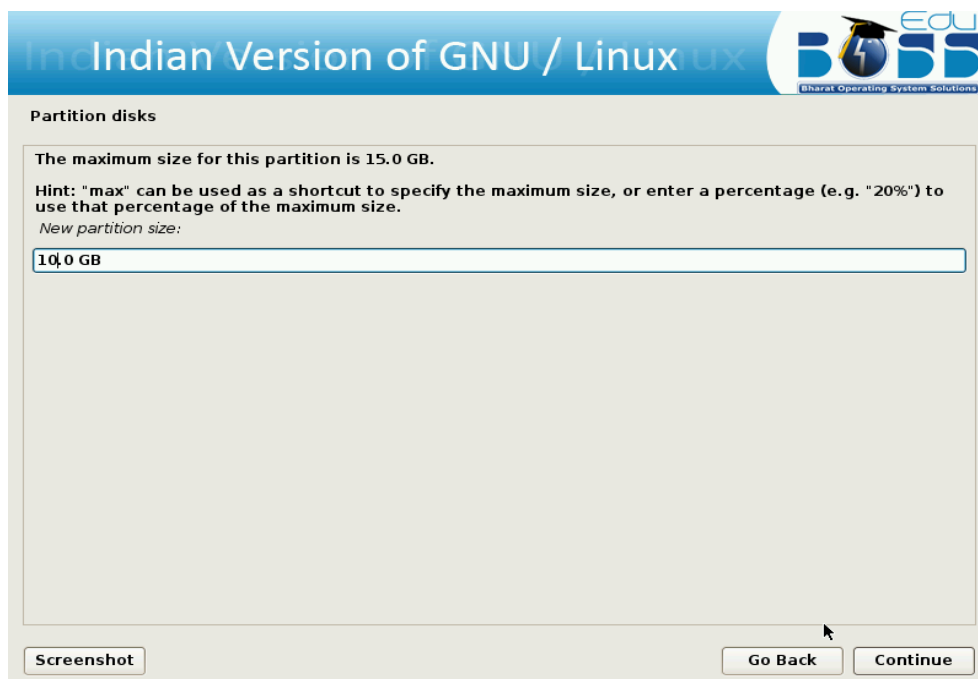 Indian Version of GNU / Linux
Edu
BOSS
Bharat Operating System Solutions
Partition disks
The maximum size for this partition is 15.0 GB.
Hint: "max" can be used as a shortcut to specify the maximum size, or enter a percentage (e.g. "20%") to
use that percentage of the maximum size.
New partition size:
10.0 GB
Screenshot
Go Back
Continue